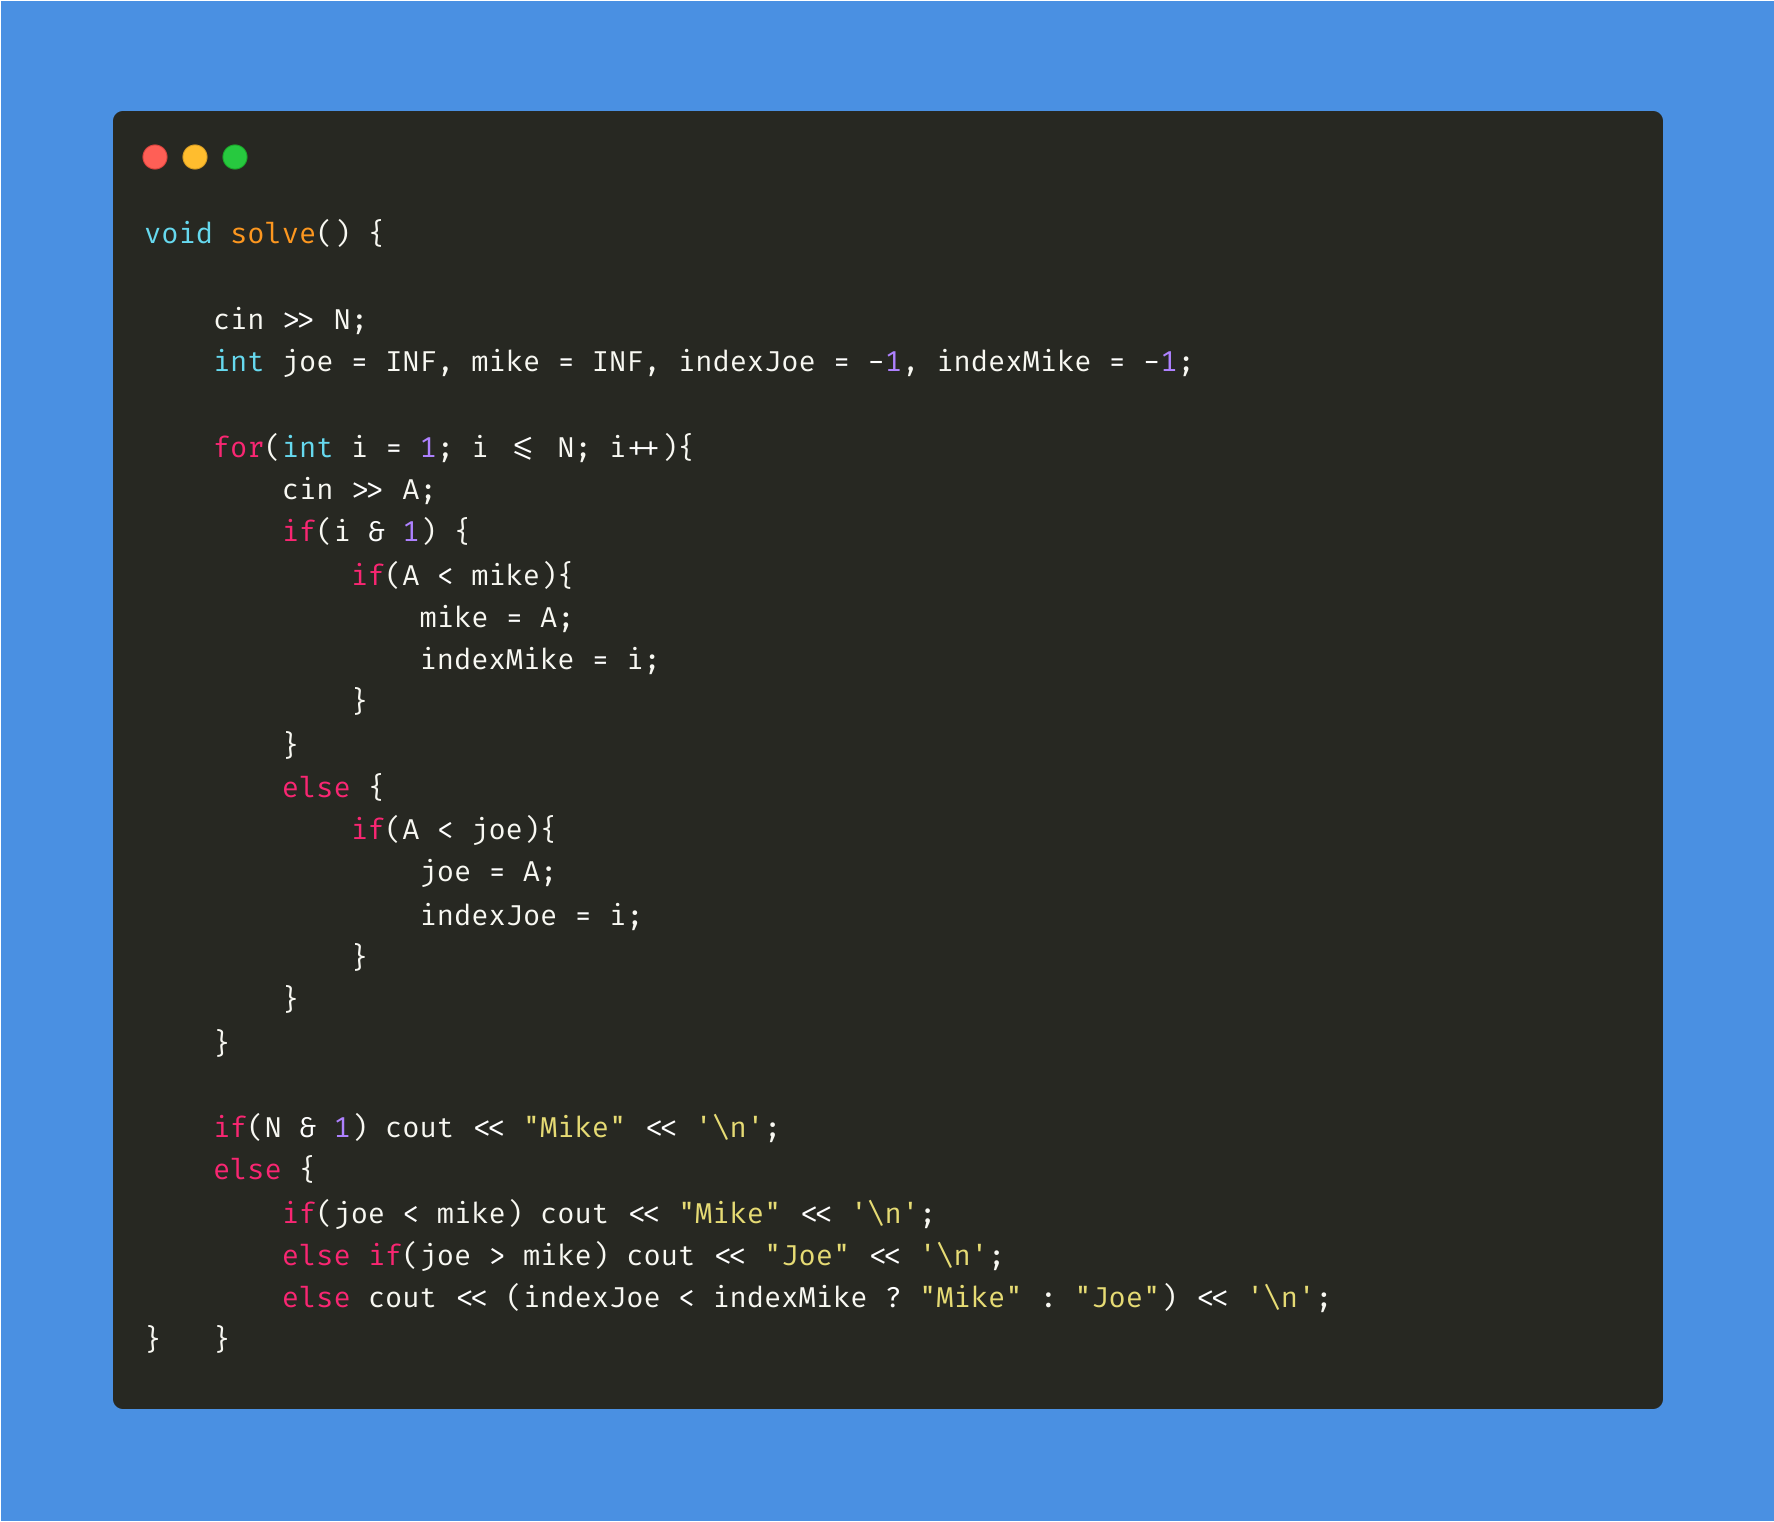 void solve() {

    cin >> N;
    int joe = INF, mike = INF, indexJoe = -1, indexMike = -1;

    for(int i = 1; i <= N; i++){
        cin >> A;
        if(i & 1) {
            if(A < mike){
                mike = A;
                indexMike = i;
            }
        }
        else {
            if(A < joe){
                joe = A;
                indexJoe = i;
            }
        }
    }

    if(N & 1) cout << "Mike" << '\n';
    else {
        if(joe < mike) cout << "Mike" << '\n';
        else if(joe > mike) cout << "Joe" << '\n';
        else cout << (indexJoe < indexMike ? "Mike" : "Joe") << '\n';
}   }